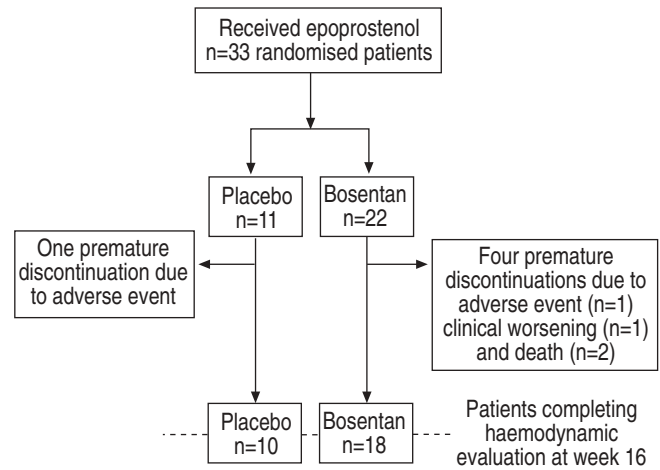 Received epoprostenol
n=33 randomised patients
Placebo
n=11
Bosentan
n=22
One premature
discontinuation due
to adverse event
Four premature
discontinuations due to
adverse event (n=1)
clinical worsening (n=1)
and death (n=2)
Placebo
n=10
Bosentan
n=18
Patients completing
haemodynamic
evaluation at week 16